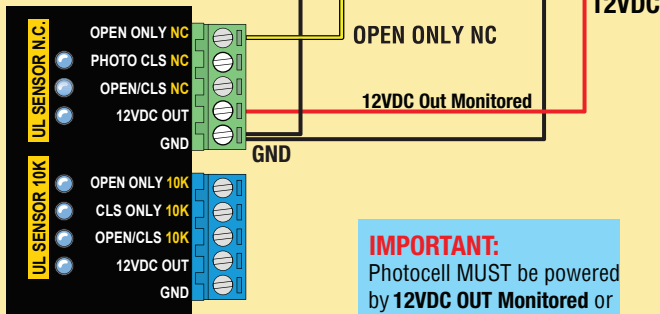 12VDC
UL SENSOR N.C.
OPEN ONLY NC
PHOTO CLS NC
OPEN/CLS NC
12VDC OUT
GND
OPEN ONLY NC
12VDC Out Monitored
GND
UL SENSOR 10K
OPEN ONLY 10K
CLS ONLY 10K
OPEN/CLS 10K
12VDC OUT
GND
IMPORTANT:
Photocell MUST be powered
by 12VDC OUT Monitored or